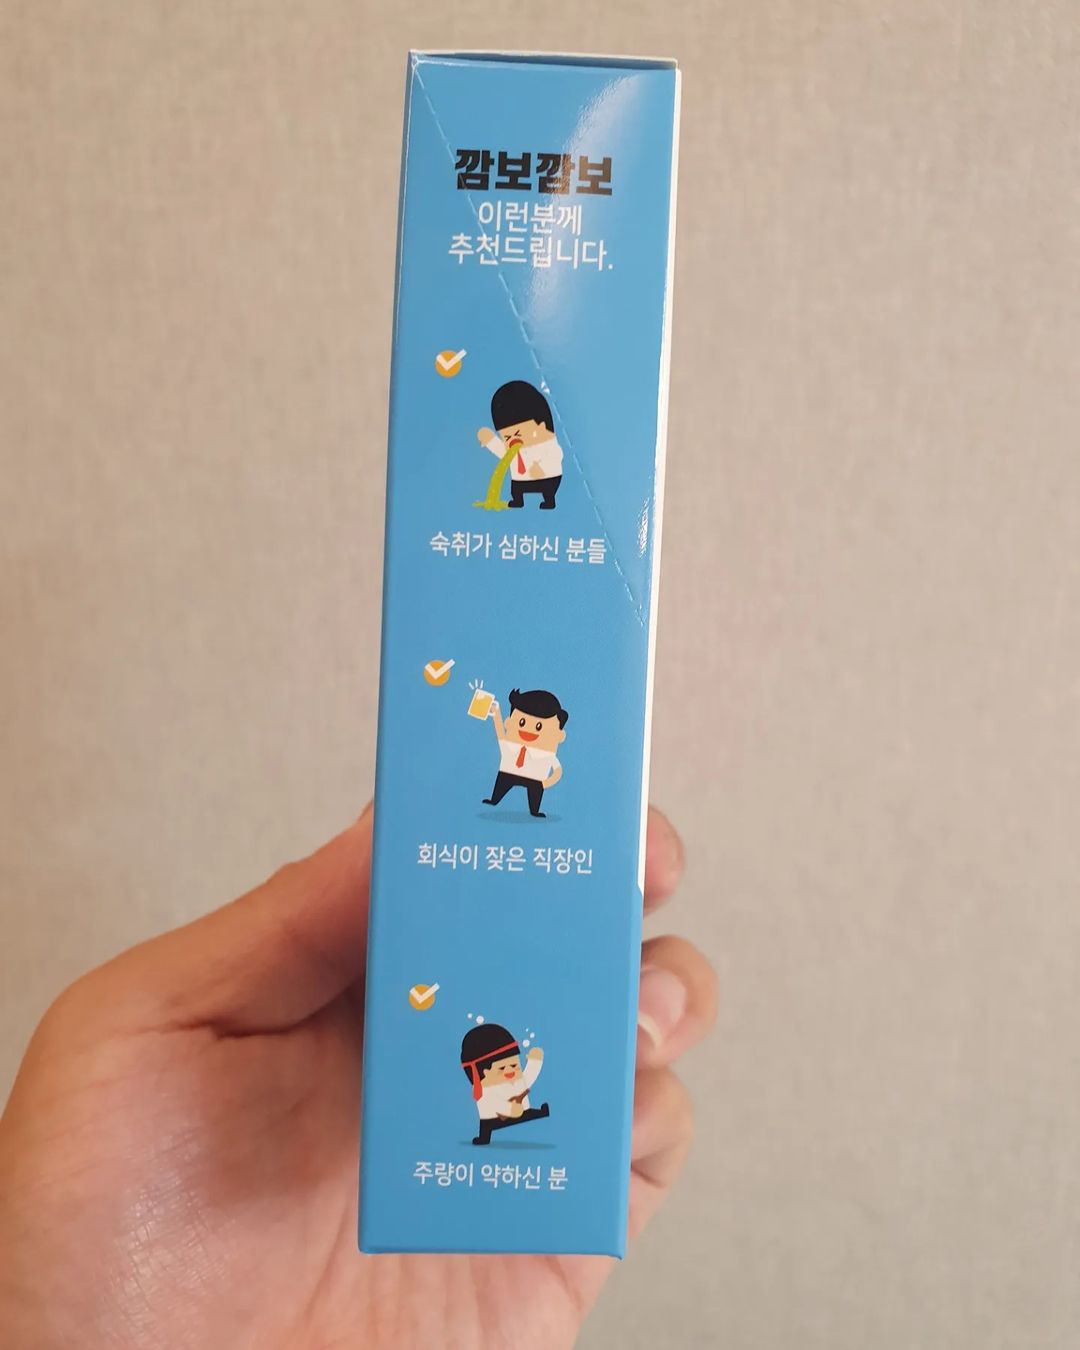 깜보깜보
이런분께
추천드립니다.
숙취가 심하신 분들
회식이 잦은 직장인
주량이 약하신 분